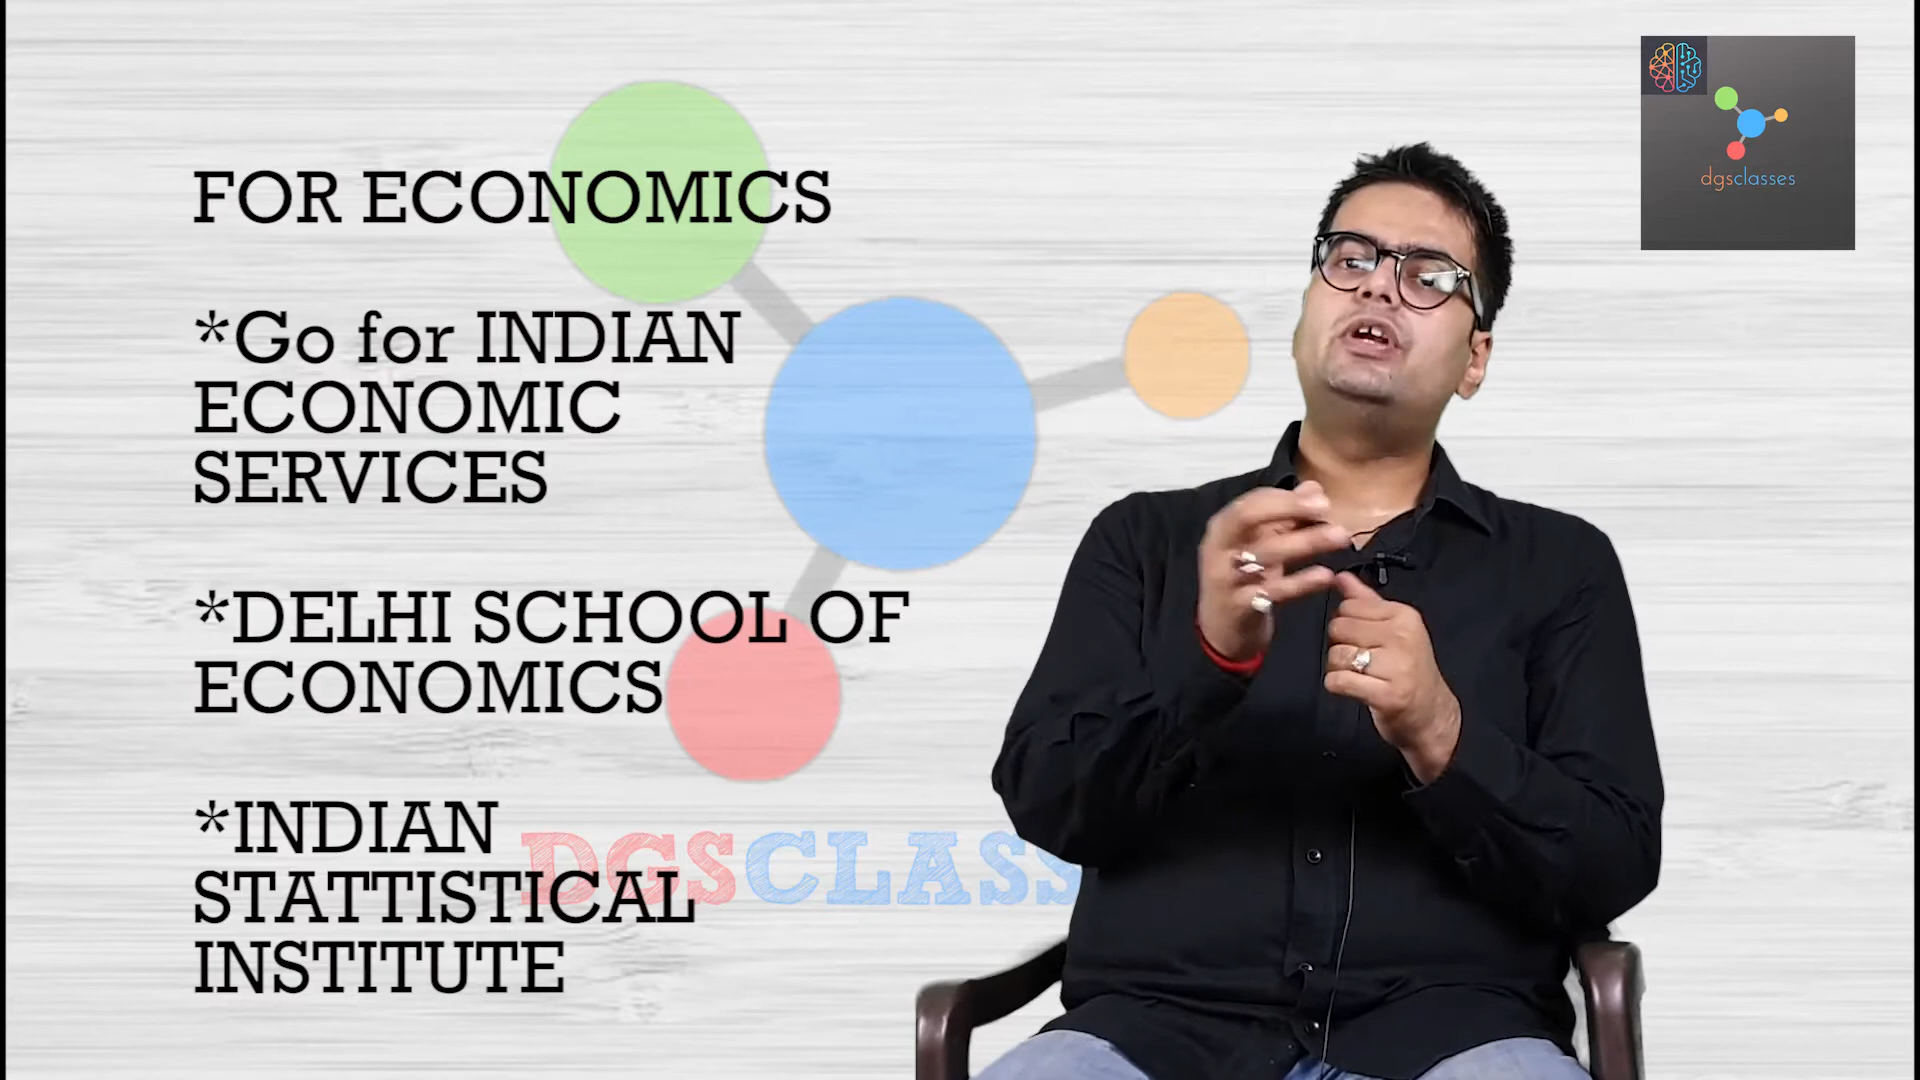 FOR ECONOMICS
*Go for INDIAN
ECONOMIC
SERVICES
*DELHI SCHOOL OF
ECONOMICS
*INDIAN
STATTISTICAL
INSTITUTE
DGSCLASS
dgsclasses